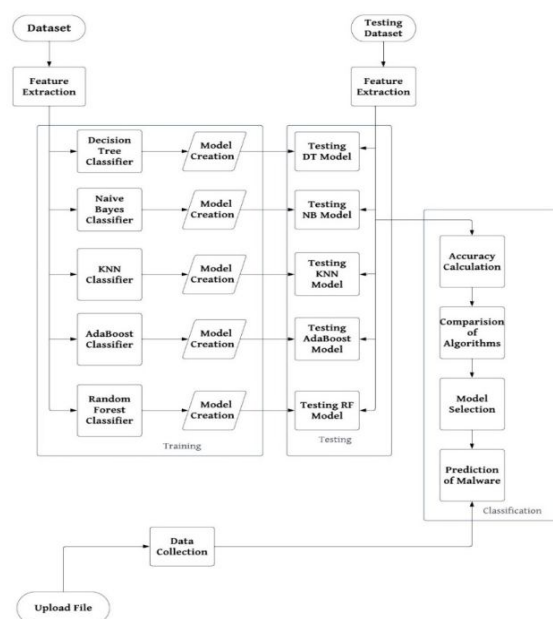 Dataset
Testing
Dataset
Feature
Extraction
Feature
Extraction
Decision
Tree
Classifier
Model
Creation
Testing
DT Model
Naive
Bayes
Classifier
Model
Creation
Testing
NB Model
KNN
Classifier
Model
Creation
Testing
KNN
Model
AdaBoost
Classifier
Model
Creation
Testing
AdaBoost
Model
Random
Forest
Classifier
Model
Creation
Testing RF
Model
Training
Testing
Accuracy
Calculation
Comparision
of
Algorithms
Model
Selection
Prediction
of Malware
Classification
Data
Collection
Upload File